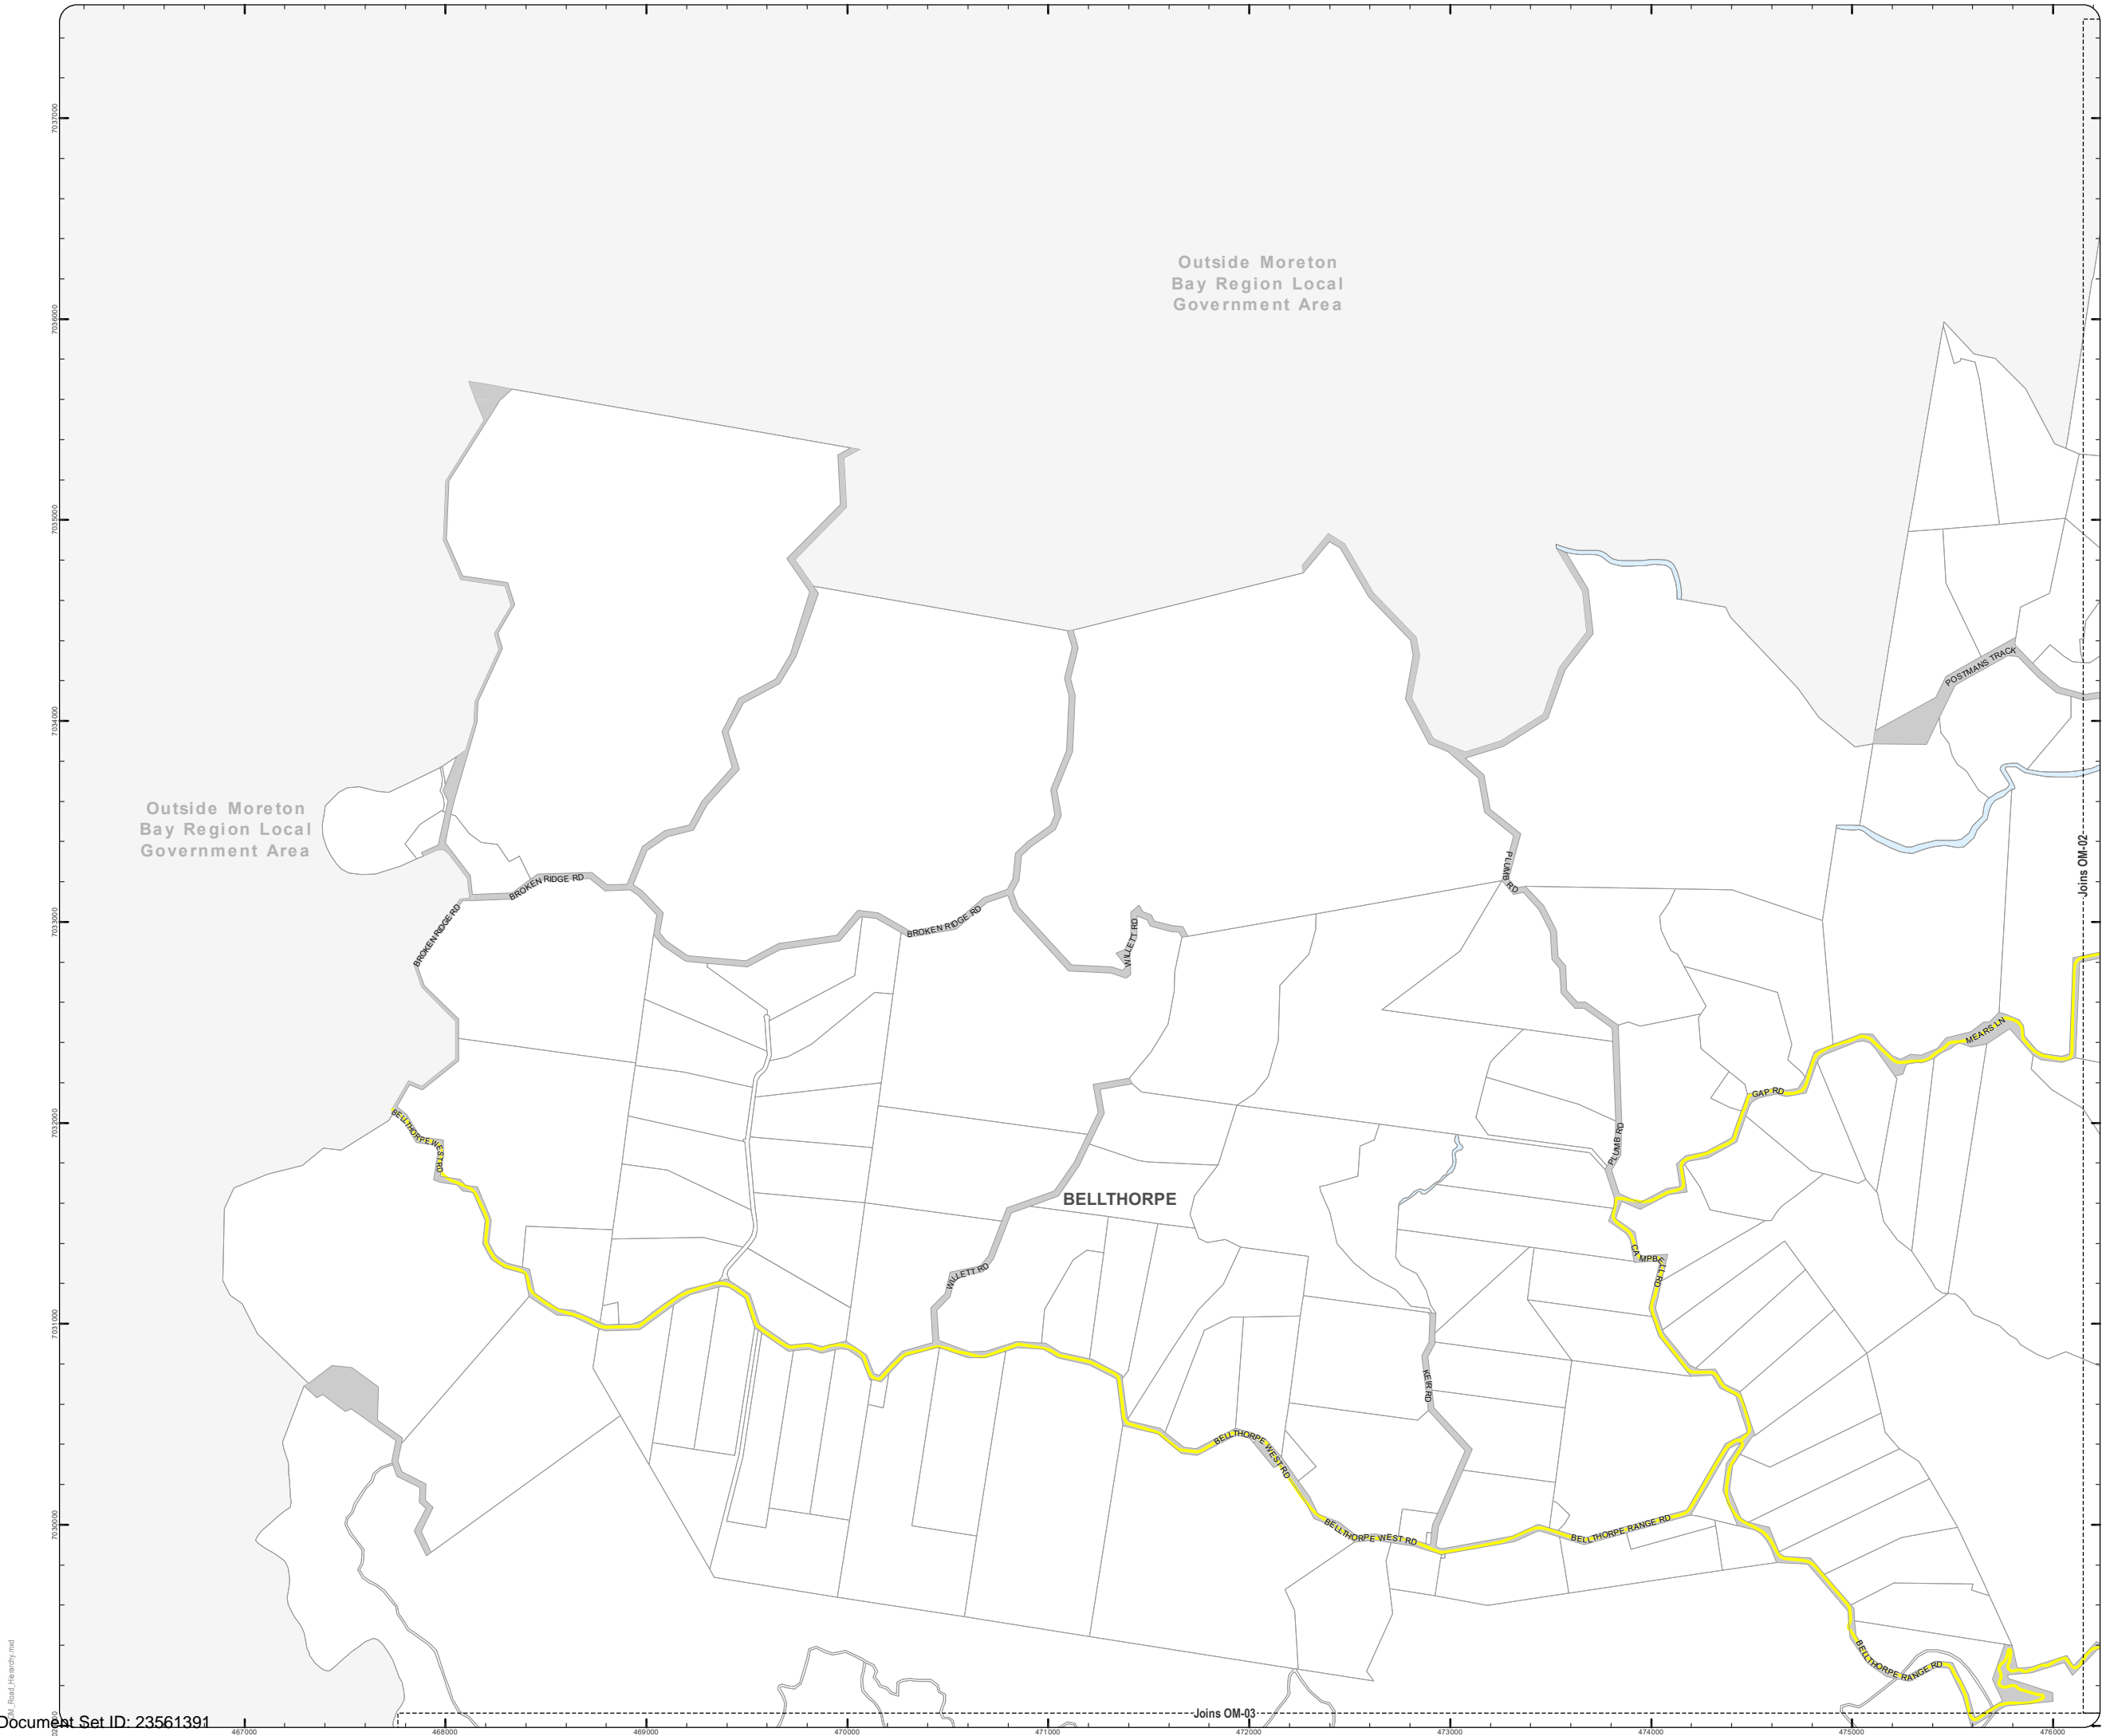 Outside Moreton
Bay Region Local
Government Area
Outside Moreton
Bay Region Local
Government Area
POSTMANS TRACK
PLUMB RD
BROKEN RIDGE RD
BROKEN RIDGE RD
BROKEN RIDGE RD
WILLETT RD
MEARS LN
GAP RD
BELLTHORPE WEST RD
PLUMB RD
BELLTHORPE
CAMPBELL RD
WILLETT RD
KEIR RD
BELLTHORPE WEST RD
BELLTHORPE WEST RD
BELLTHORPE RANGE RD
BELLTHORPE RANGE RD
Joins OM-02
Joins OM-03
7037000
7036000
7035000
7034000
7033000
7032000
7031000
7030000
467000
468000
469000
470000
471000
472000
473000
474000
475000
476000
Document Set ID: 23561391